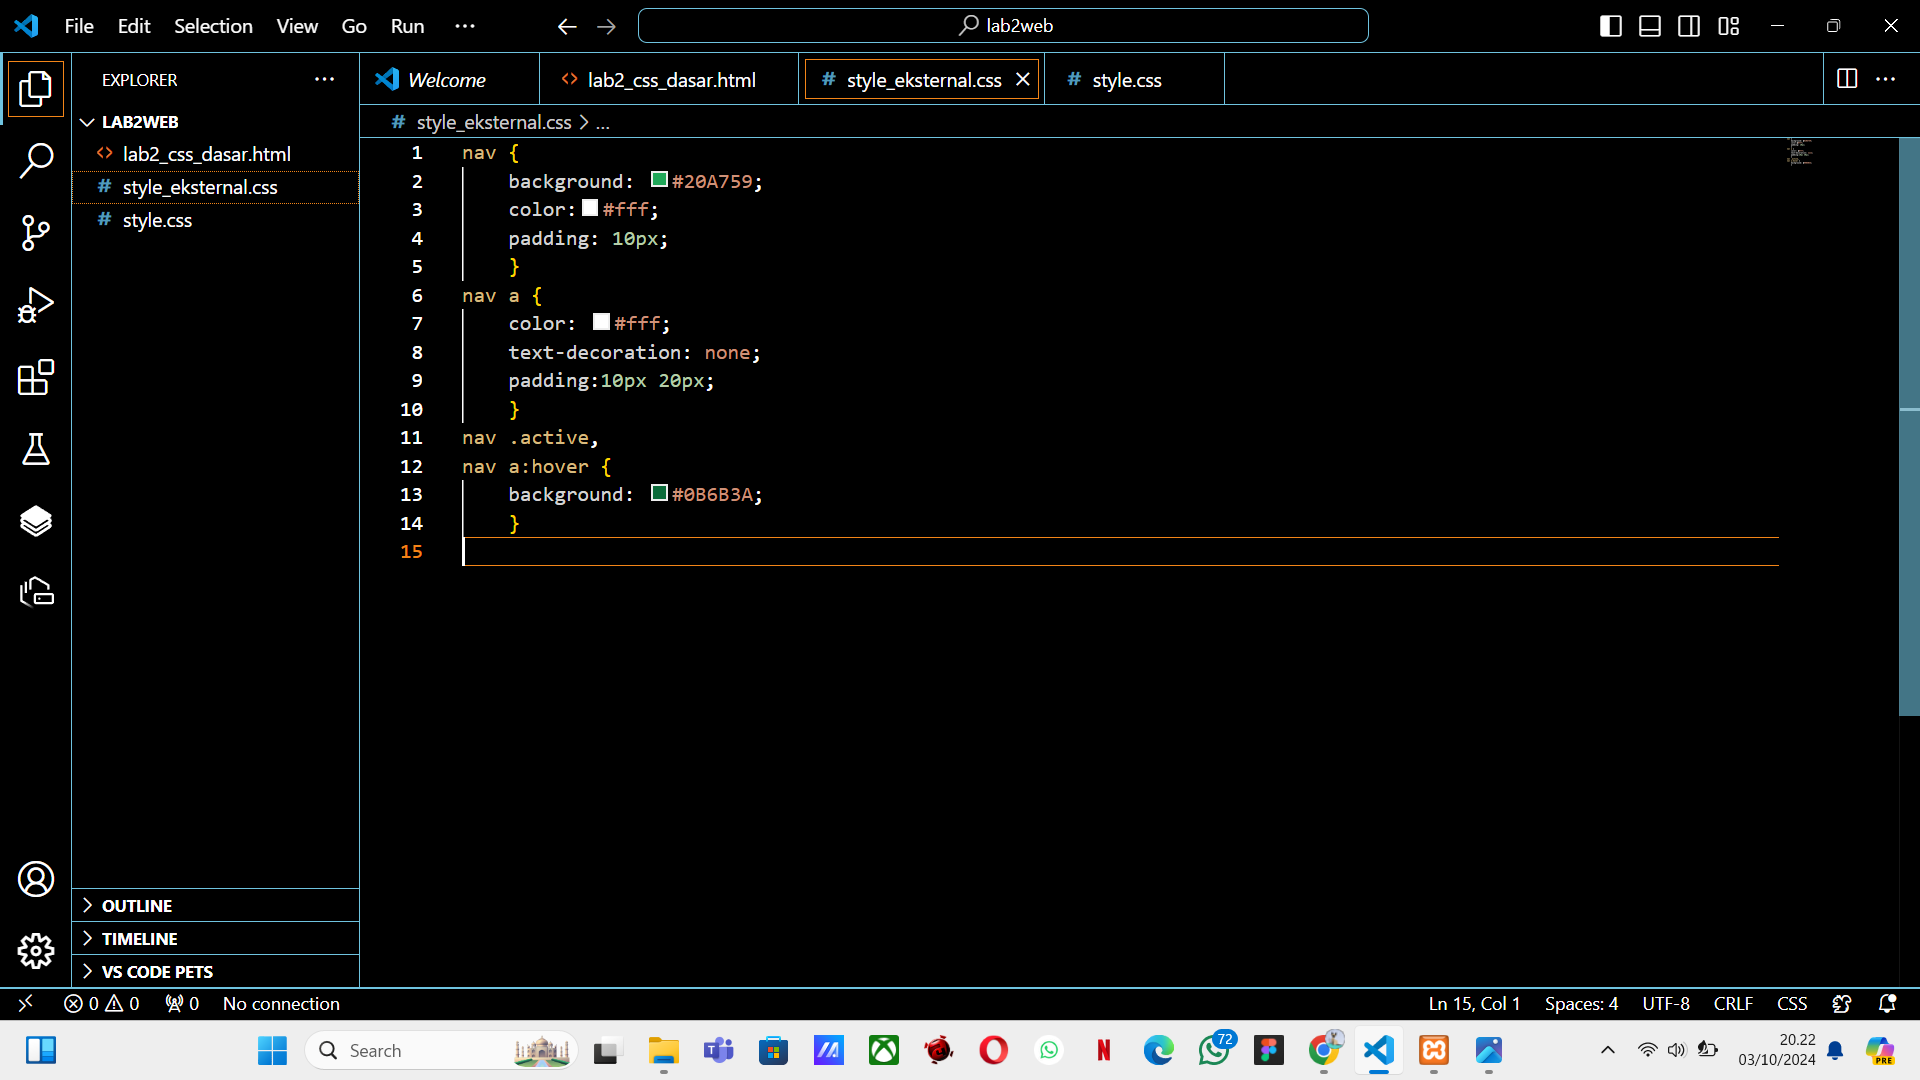 File Edit Selection View Go Run ...
lab2web
EXPLORER ...
Welcome
lab2_css_dasar.html
style_eksternal.css
style.css
LAB2WEB
lab2_css_dasar.html
style_eksternal.css
style.css
style_eksternal.css > ...
1 nav {
2 background: #20A759;
3 color: #fff;
4 padding: 10px;
5 }
6 nav a {
7 color: #fff;
8 text-decoration: none;
9 padding:10px 20px;
10 }
11 nav .active,
12 nav a:hover {
13 background: #0B6B3A;
14 }
15
OUTLINE
TIMELINE
VS CODE PETS
0 0 0 No connection
Ln 15, Col 1 Spaces: 4 UTF-8 CRLF CSS
Search
72
20.22
03/10/2024
PRE